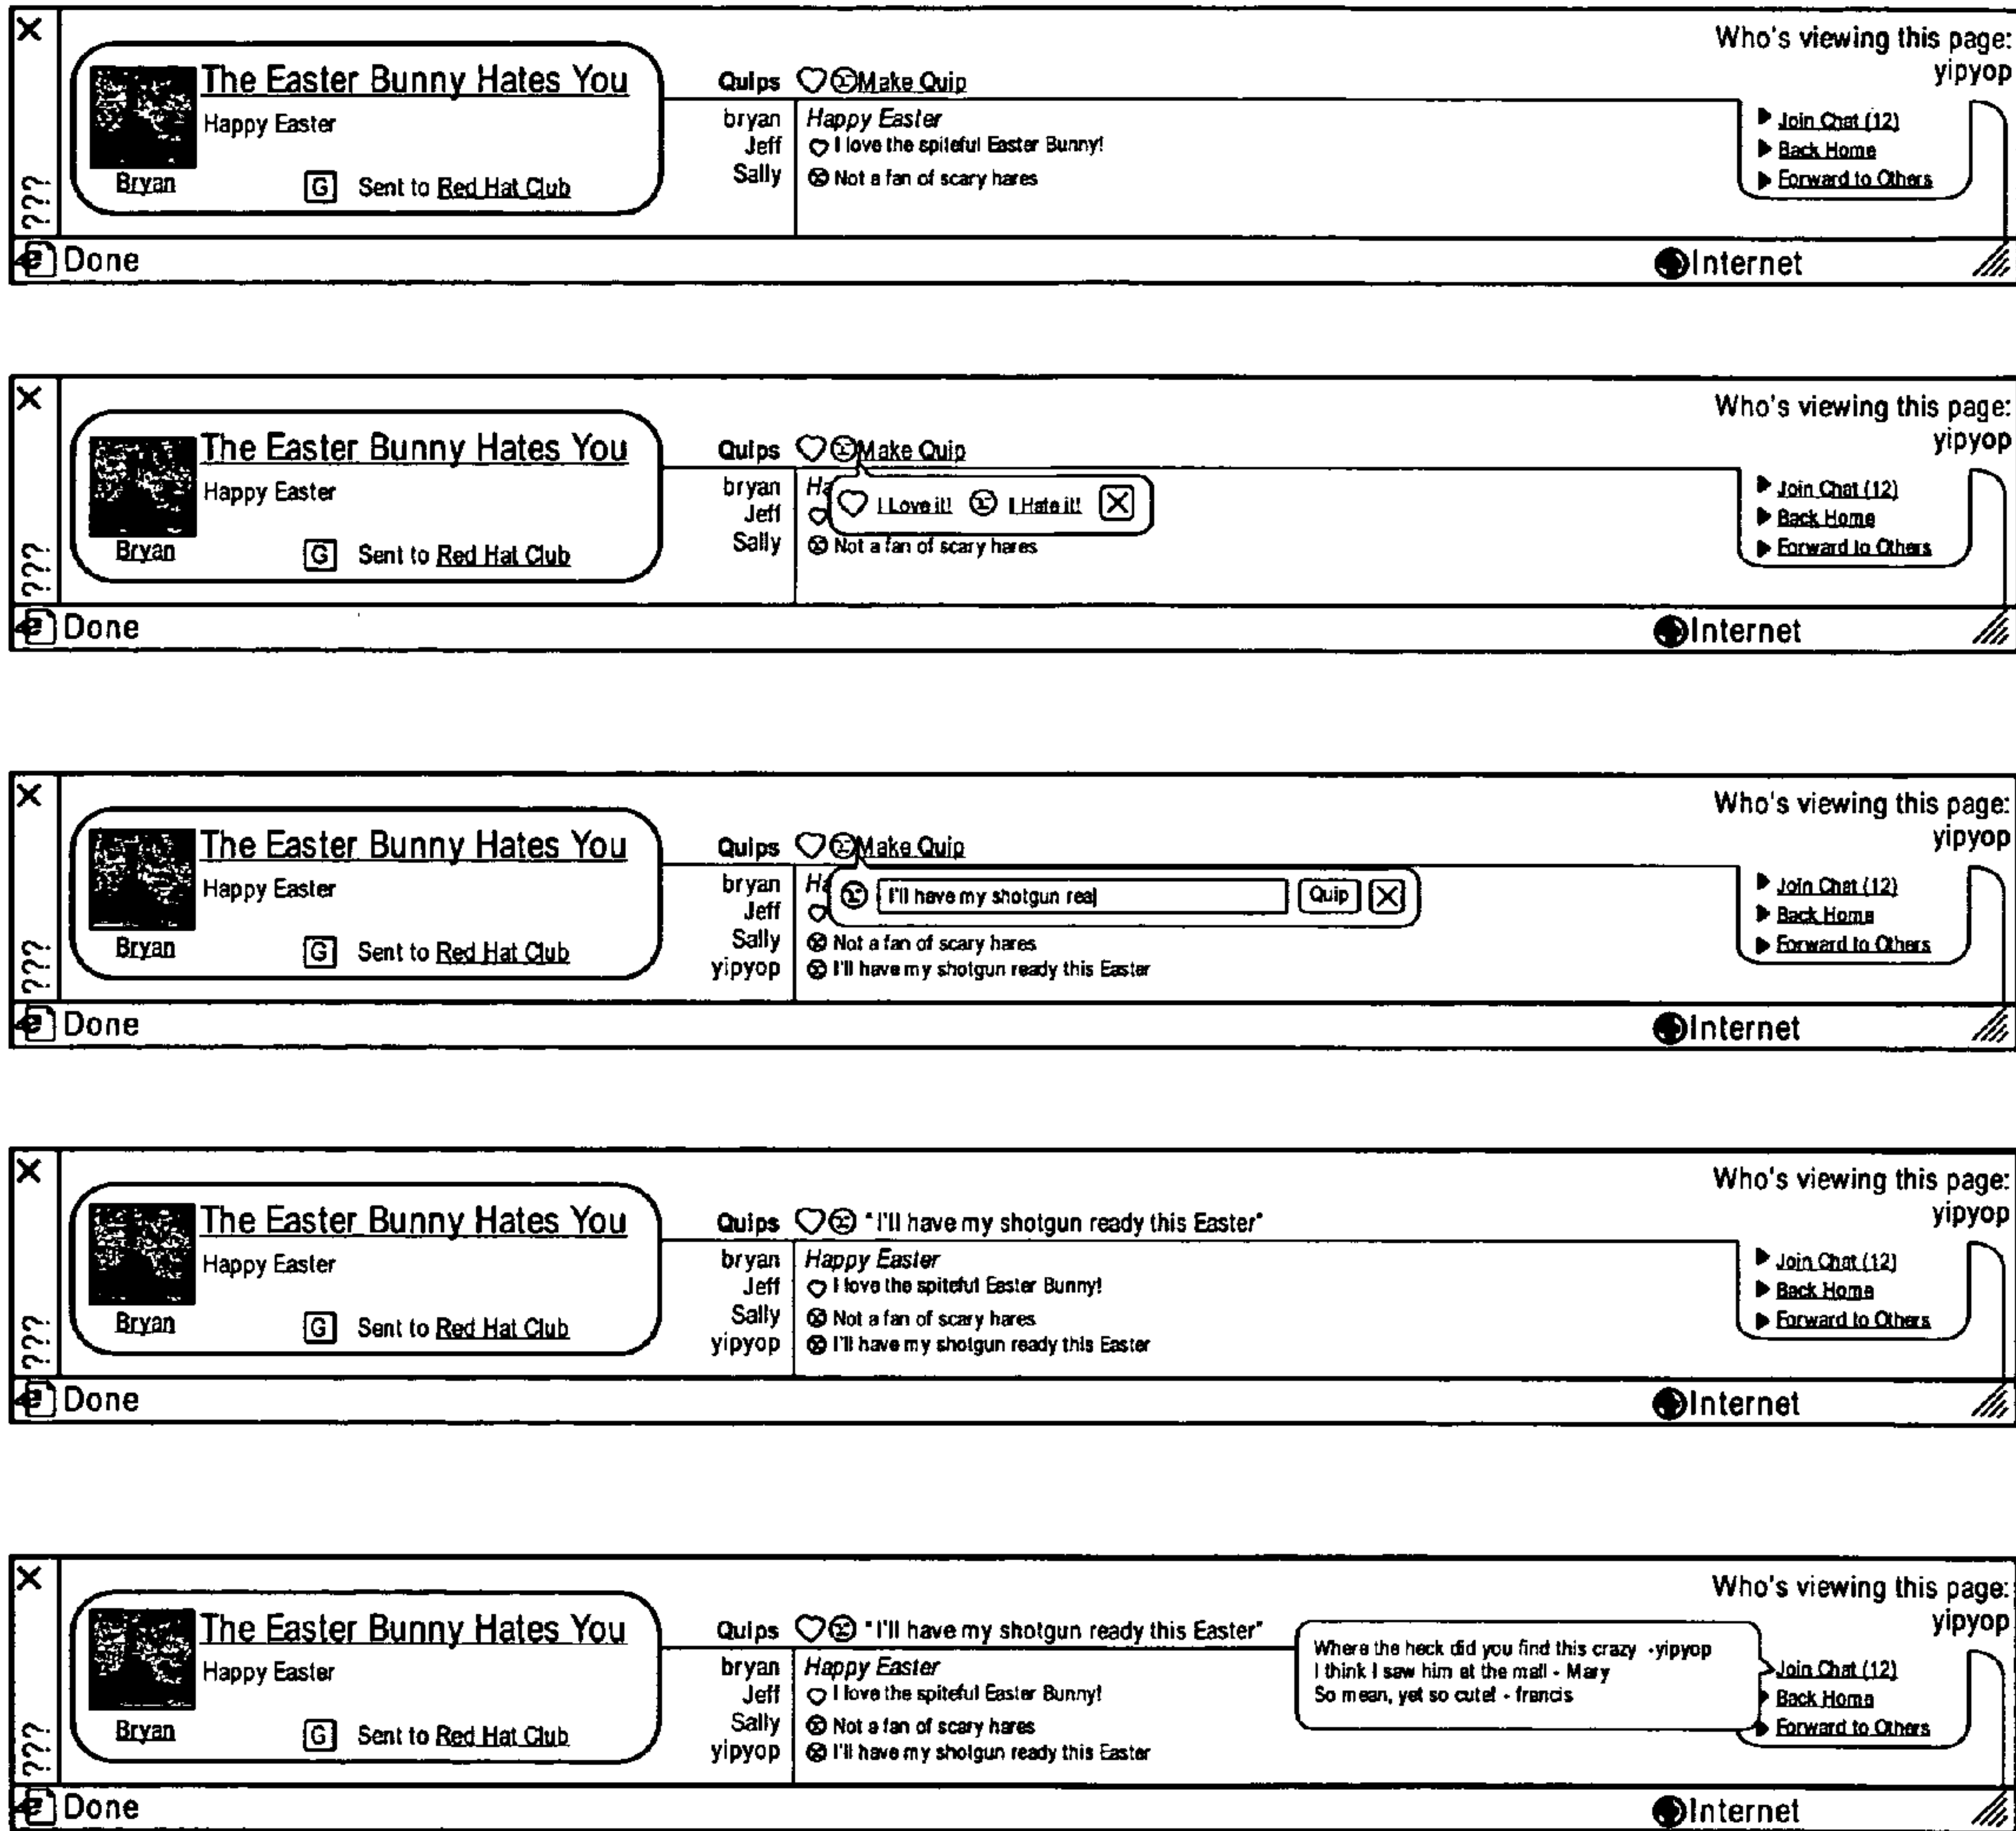 Who's viewing this page:
yipyop
The Easter Bunny Hates You
Happy Easter
Bryan
G Sent to Red Hat Club
???
Quips Make Quip
bryan Happy Easter
Jeff I love the spiteful Easter Bunny!
Sally Not a fan of scary hares
Join Chat (12)
Back Home
Forward to Others
Done Internet
Who's viewing this page:
yipyop
The Easter Bunny Hates You
Happy Easter
Bryan
G Sent to Red Hat Club
???
Quips Make Quip
bryan Ha
I Love it! I Hate it! X
Jeff
Sally Not a fan of scary hares
Join Chat (12)
Back Home
Forward to Others
Done Internet
Who's viewing this page:
yipyop
The Easter Bunny Hates You
Happy Easter
Bryan
G Sent to Red Hat Club
???
Quips Make Quip
bryan Ha
I'll have my shotgun rea Quip X
Jeff
Sally Not a fan of scary hares
yipyop I'll have my shotgun ready this Easter
Join Chat (12)
Back Home
Forward to Others
Done Internet
Who's viewing this page:
yipyop
The Easter Bunny Hates You
Happy Easter
Bryan
G Sent to Red Hat Club
???
Quips "I'll have my shotgun ready this Easter"
bryan Happy Easter
Jeff I love the spiteful Easter Bunny!
Sally Not a fan of scary hares
yipyop I'll have my shotgun ready this Easter
Join Chat (12)
Back Home
Forward to Others
Done Internet
Who's viewing this page:
yipyop
The Easter Bunny Hates You
Happy Easter
Bryan
G Sent to Red Hat Club
???
Quips "I'll have my shotgun ready this Easter"
bryan Happy Easter
Jeff I love the spiteful Easter Bunny!
Sally Not a fan of scary hares
yipyop I'll have my shotgun ready this Easter
Where the heck did you find this crazy -yipyop
I think I saw him at the mall - Mary
So mean, yet so cute! - francis
Join Chat (12)
Back Home
Forward to Others
Done Internet